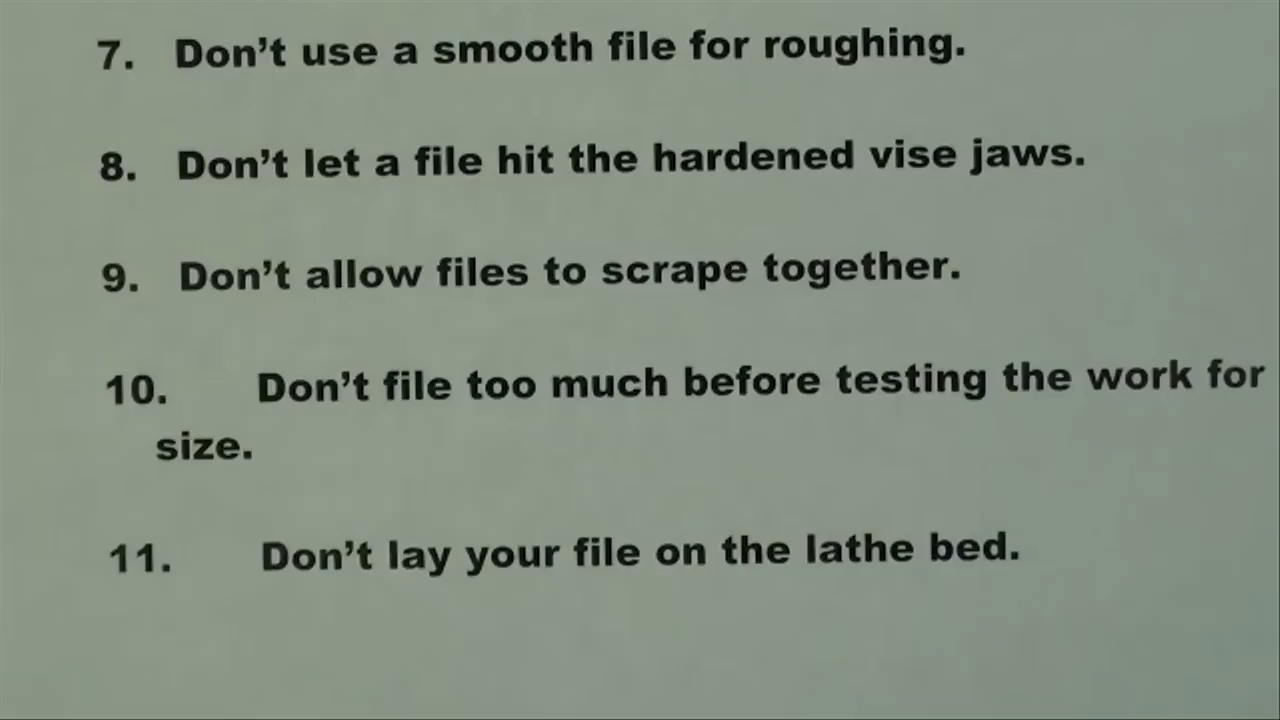 7. Don’t use a smooth file for roughing.
8. Don’t let a file hit the hardened vise jaws.
9. Don’t allow files to scrape together.
10. Don’t file too much before testing the work for
size.
11. Don’t lay your file on the lathe bed.